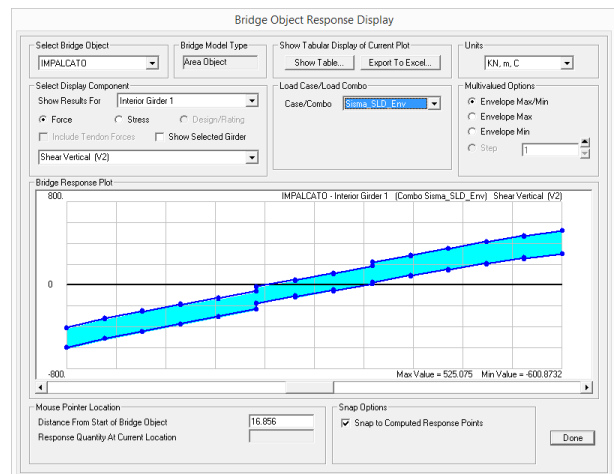 Bridge Object Response Display
Select Bridge Object
IMPALCATO
Bridge Model Type
Area Object
Show Tabular Display of Current Plot
Show Table...
Export To Excel...
Units
KN, m, C
Select Display Component
Show Results For
Interior Girder 1
Force
Stress
Design/Rating
Include Tendon Forces
Show Selected Girder
Shear Vertical (V2)
Load Case/Load Combo
Case/Combo
Sisma_SLD_Env
Multivalued Options
Envelope Max/Min
Envelope Max
Envelope Min
Step
1
Bridge Response Plot
800.
IMPALCATO - Interior Girder 1 (Combo Sisma_SLD_Env) Shear Vertical (V2)
0
-800.
Max Value = 525.075 Min Value = -600.8732
Mouse Pointer Location
Distance From Start of Bridge Object
16.856
Response Quantity At Current Location
Snap Options
Snap to Computed Response Points
Done